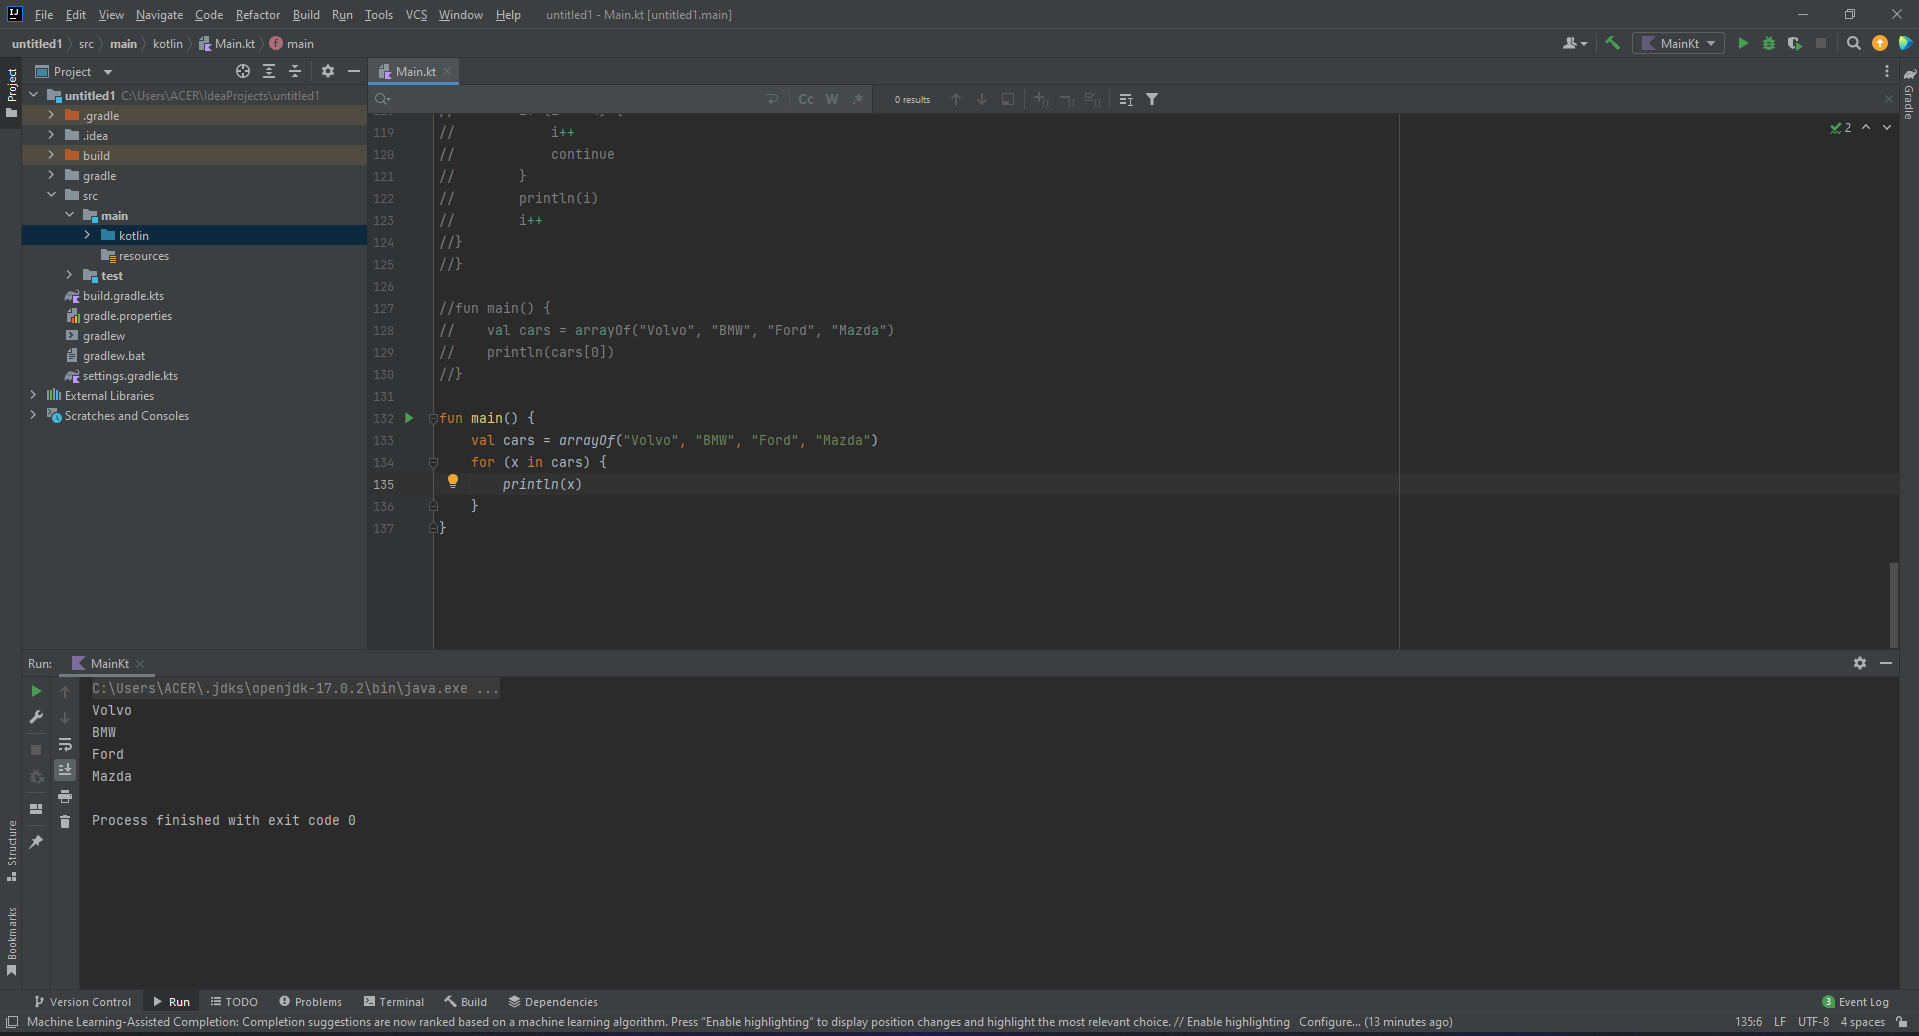 File Edit View Navigate Code Refactor Build Run Tools VCS Window Help untitled1 - Main.kt [untitled1.main]
untitled1 src main kotlin Main.kt main MainKt
Project
Main.kt
Project
Gradle
untitled1 C:\Users\ACER\IdeaProjects\untitled1
.gradle
.idea
build
gradle
src
main
kotlin
resources
test
build.gradle.kts
gradle.properties
gradlew
gradlew.bat
settings.gradle.kts
External Libraries
Scratches and Consoles
Cc W .* 0 results
2
119 // i++
120 // continue
121 // }
122 // println(i)
123 // i++
124 //}
125 //}
126
127 //fun main() {
128 // val cars = arrayOf("Volvo", "BMW", "Ford", "Mazda")
129 // println(cars[0])
130 //}
131
132 fun main() {
133 val cars = arrayOf("Volvo", "BMW", "Ford", "Mazda")
134 for (x in cars) {
135 println(x)
136 }
137 }
Run: MainKt
C:\Users\ACER\.jdks\openjdk-17.0.2\bin\java.exe ...
Volvo
BMW
Ford
Mazda
Process finished with exit code 0
Structure
Bookmarks
Version Control Run TODO Problems Terminal Build Dependencies 3 Event Log
Machine Learning-Assisted Completion: Completion suggestions are now ranked based on a machine learning algorithm. Press "Enable highlighting" to display position changes and highlight the most relevant choice. // Enable highlighting Configure... (13 minutes ago) 135:6 LF UTF-8 4 spaces